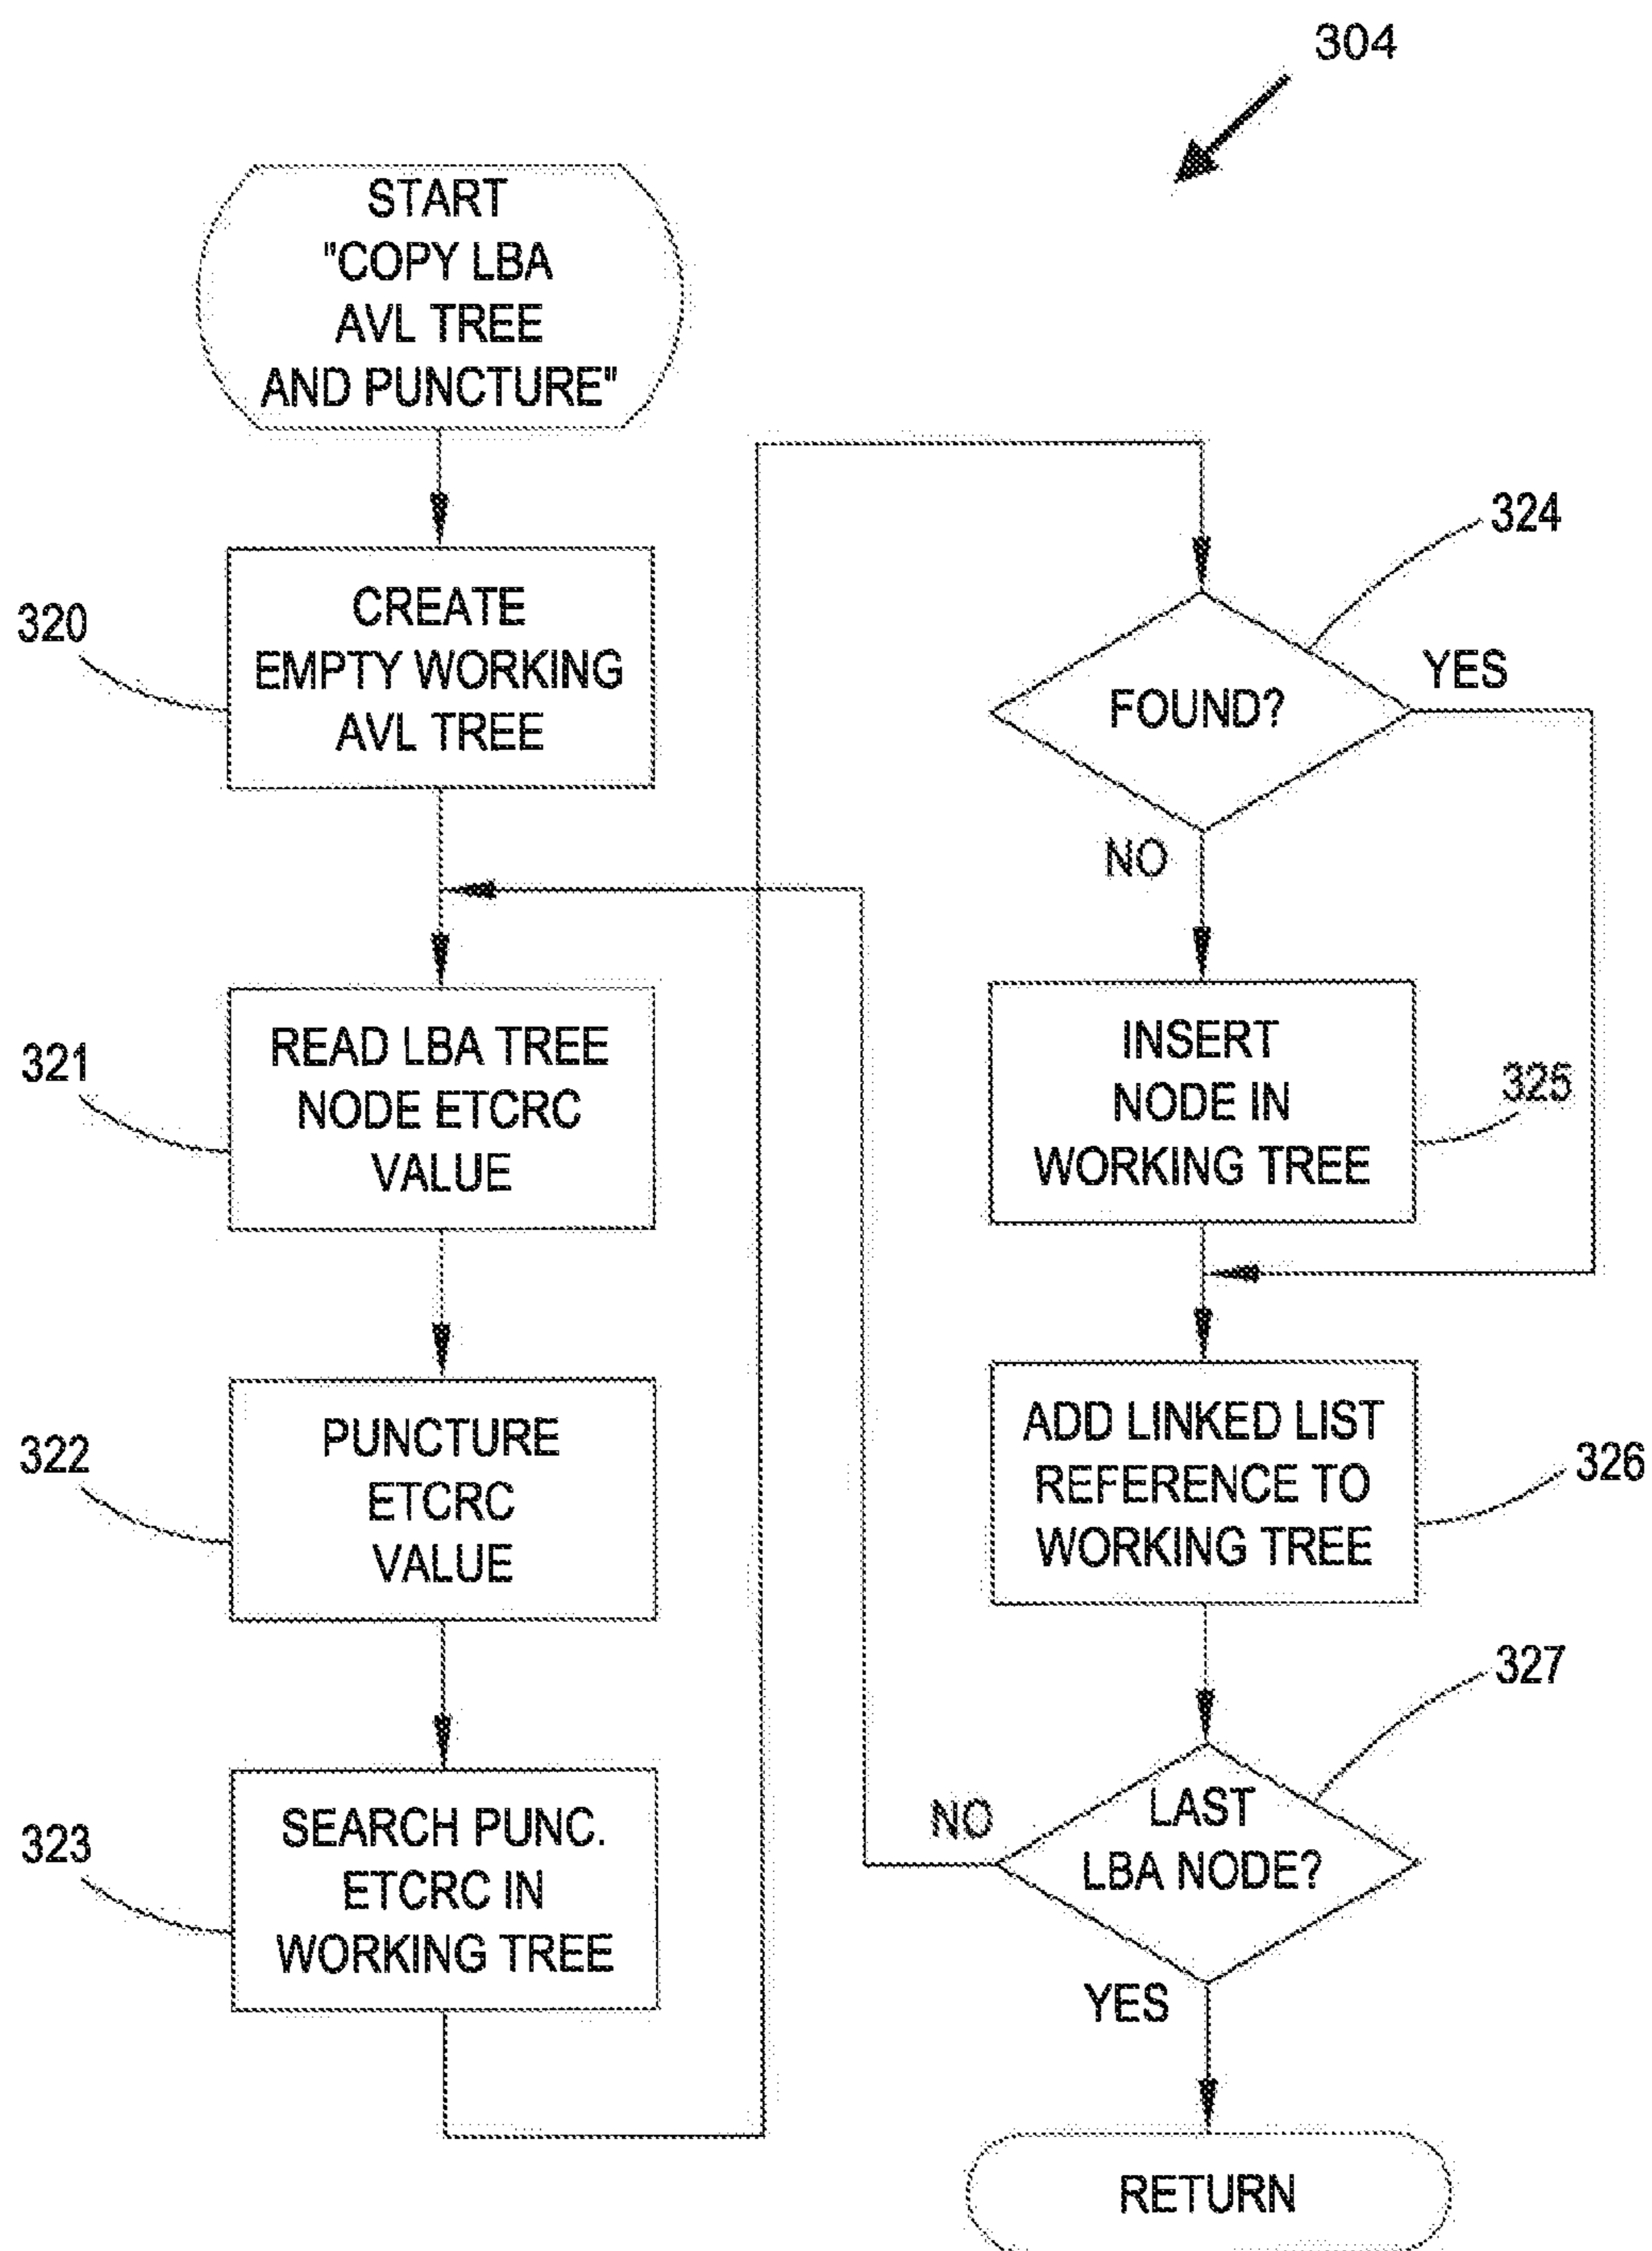 304
START
"COPY LBA
AVL TREE
AND PUNCTURE"
320
CREATE
EMPTY WORKING
AVL TREE
321
READ LBA TREE
NODE ETCRC
VALUE
322
PUNCTURE
ETCRC
VALUE
323
SEARCH PUNC.
ETCRC IN
WORKING TREE
324
FOUND?
YES
NO
325
INSERT
NODE IN
WORKING TREE
326
ADD LINKED LIST
REFERENCE TO
WORKING TREE
327
LAST
LBA NODE?
NO
YES
RETURN